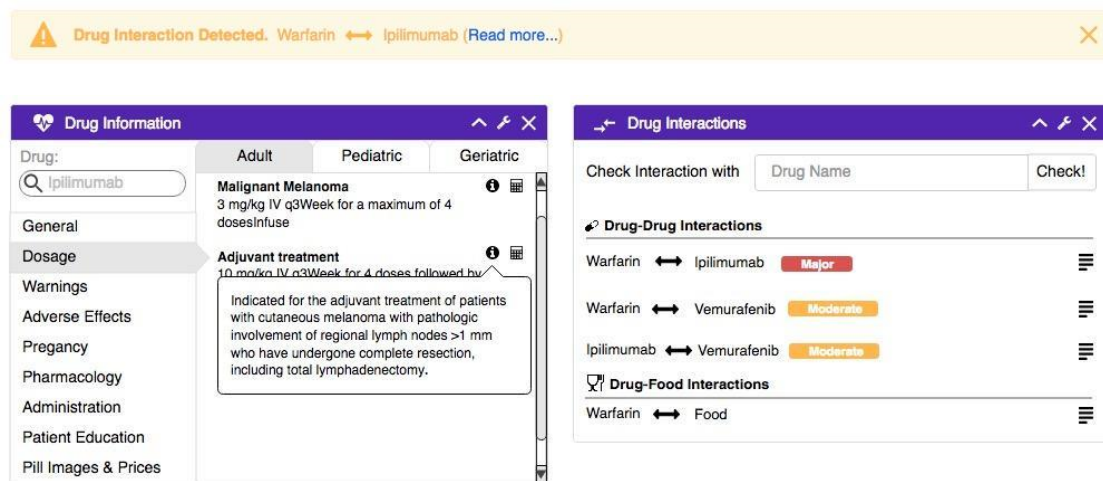 Drug Interaction Detected. Warfarin ⟷ Ipilimumab (Read more...)
Drug Information
Drug:
Ipilimumab
General
Dosage
Warnings
Adverse Effects
Pregancy
Pharmacology
Administration
Patient Education
Pill Images & Prices
Adult Pediatric Geriatric
Malignant Melanoma
3 mg/kg IV q3Week for a maximum of 4
dosesInfuse
Adjuvant treatment
10 mg/kg IV q3Week for 4 doses followed by
Indicated for the adjuvant treatment of patients
with cutaneous melanoma with pathologic
involvement of regional lymph nodes >1 mm
who have undergone complete resection,
including total lymphadenectomy.
Drug Interactions
Check Interaction with Drug Name Check!
Drug-Drug Interactions
Warfarin ⟷ Ipilimumab Major
Warfarin ⟷ Vemurafenib Moderate
Ipilimumab ⟷ Vemurafenib Moderate
Drug-Food Interactions
Warfarin ⟷ Food